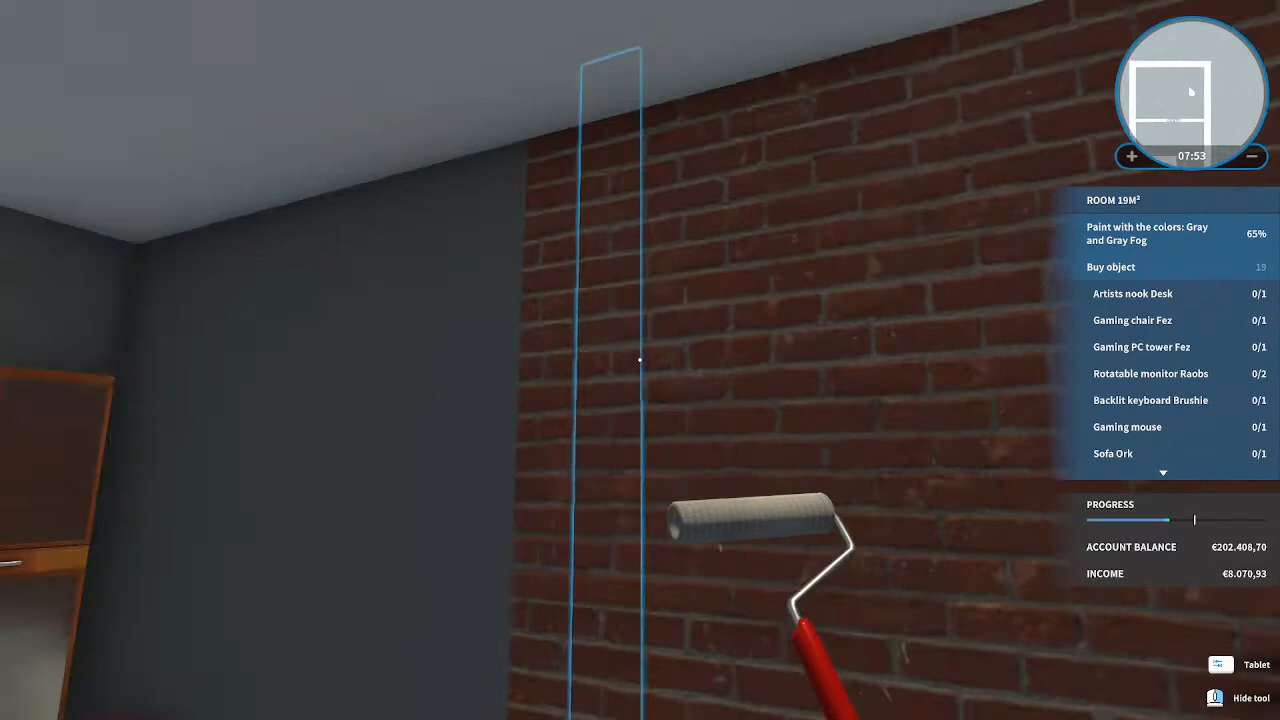 07:53
ROOM 19M²
Paint with the colors: Gray 65%
and Gray Fog
Buy object 19
Artists nook Desk 0/1
Gaming chair Fez 0/1
Gaming PC tower Fez 0/1
Rotatable monitor Raobs 0/2
Backlit keyboard Brushie 0/1
Gaming mouse 0/1
Sofa Ork 0/1
PROGRESS
ACCOUNT BALANCE €202.408,70
INCOME €8.070,93
Tablet
Hide tool